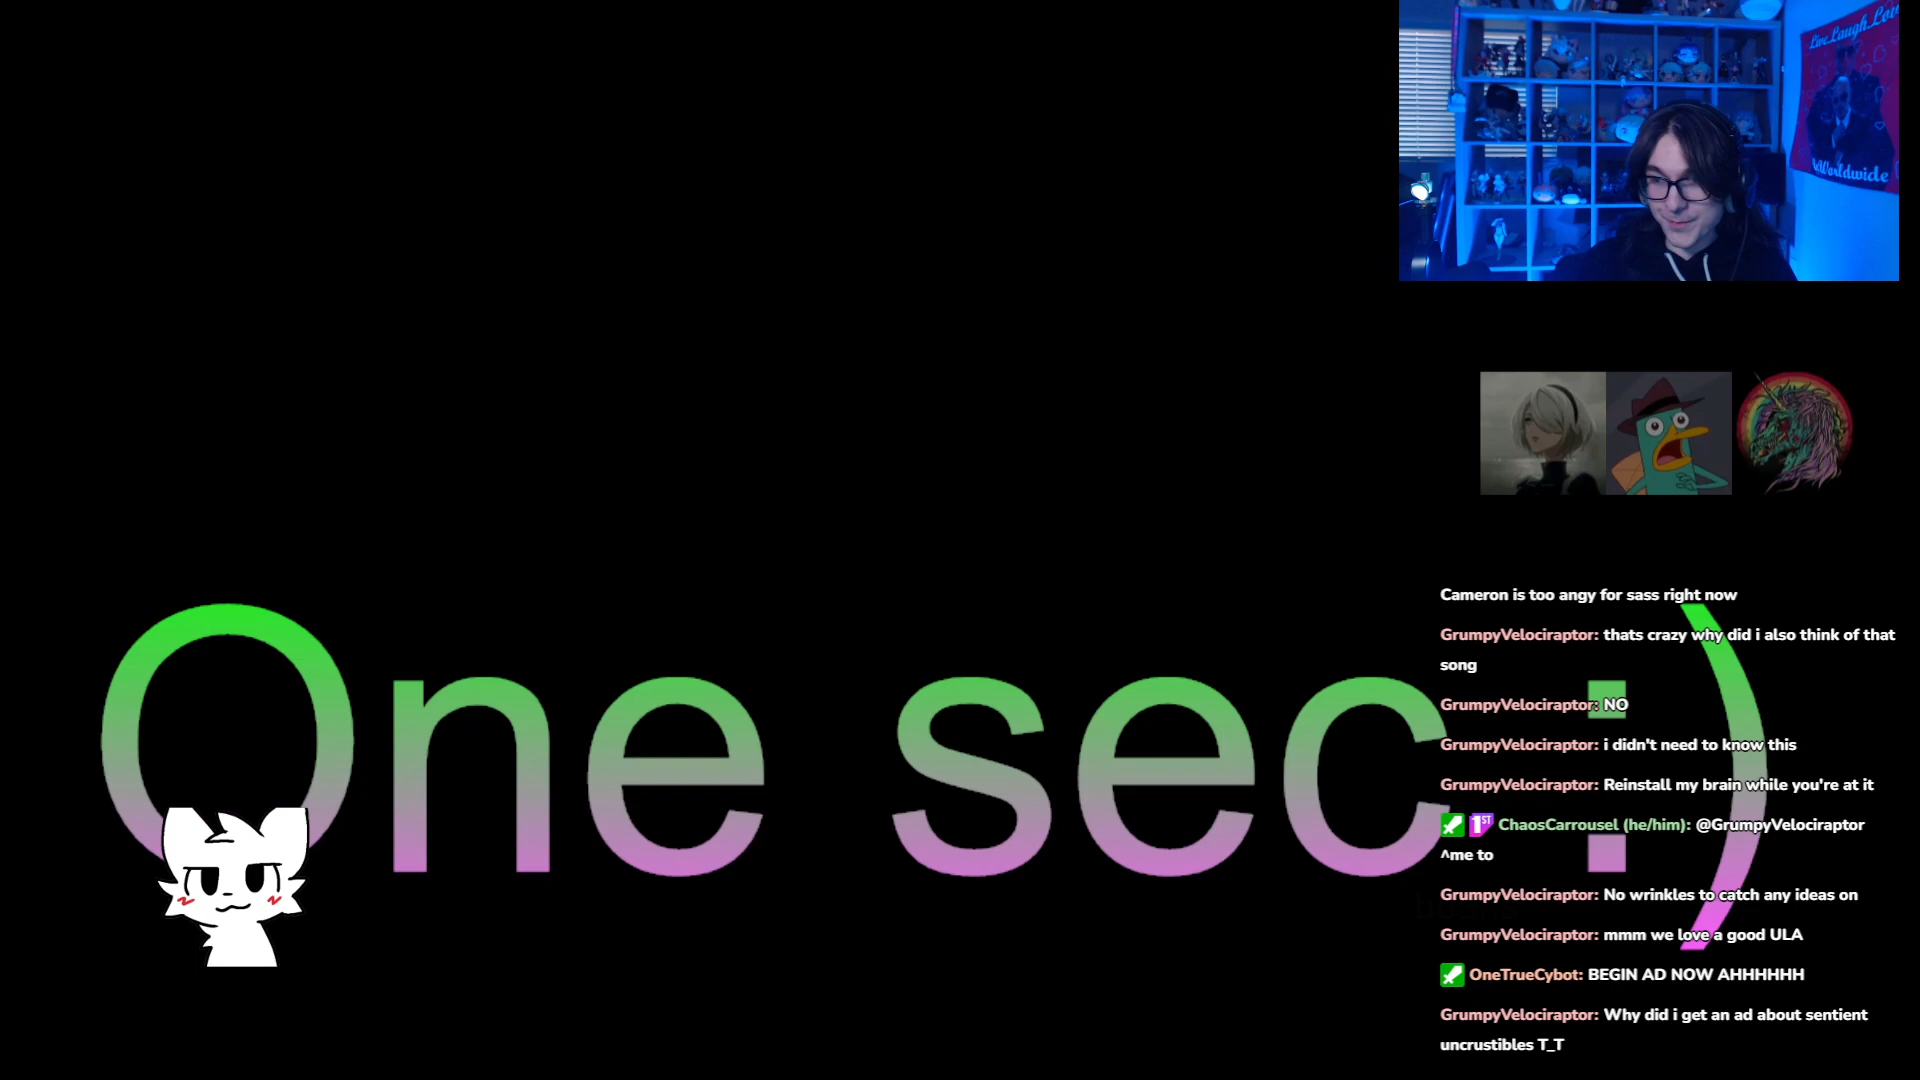 Live Laugh Love
Mr Worldwide
Cameron is too angy for sass right now
GrumpyVelociraptor: thats crazy why did i also think of that
song
GrumpyVelociraptor: NO
GrumpyVelociraptor: i didn't need to know this
GrumpyVelociraptor: Reinstall my brain while you're at it
One sec :)
1ST ChaosCarrousel (he/him): @GrumpyVelociraptor
^me to
GrumpyVelociraptor: No wrinkles to catch any ideas on
GrumpyVelociraptor: mmm we love a good ULA
OneTrueCybot: BEGIN AD NOW AHHHHHH
GrumpyVelociraptor: Why did i get an ad about sentient
uncrustibles T_T